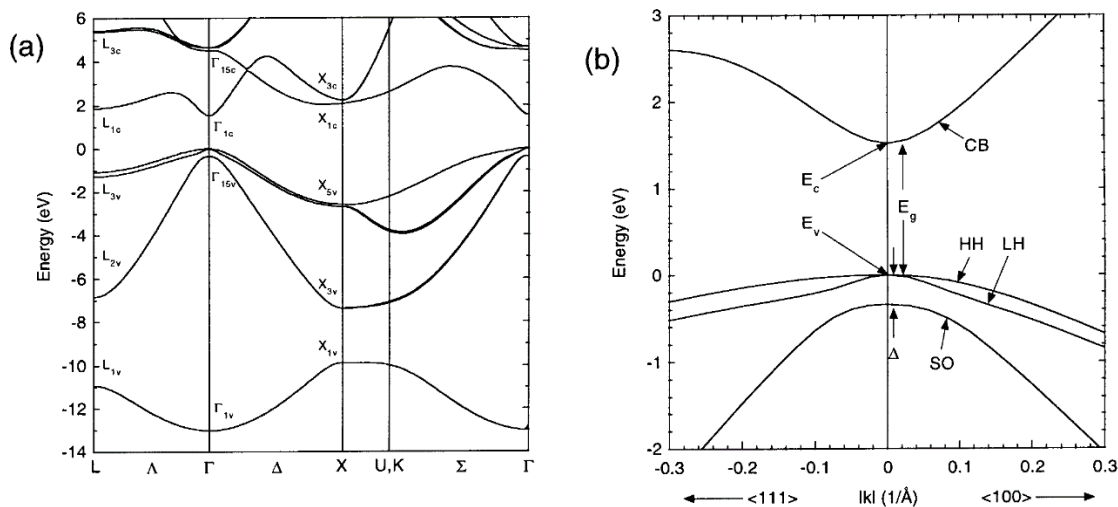 (a)
6
4
2
0
-2
-4
-6
-8
-10
-12
-14
Energy (eV)
L3c
L1c
L3v
L2v
L1v
Γ15c
Γ1c
Γ15v
Γ1v
X3c
X1c
X5v
X3v
X1v
L Λ Γ Δ X U,K Σ Γ
(b)
3
2
1
0
-1
-2
Energy (eV)
CB
Ec
Eg
Ev
HH LH
Δ
SO
-0.3 -0.2 -0.1 0 0.1 0.2 0.3
<111> |k| (1/Å) <100>